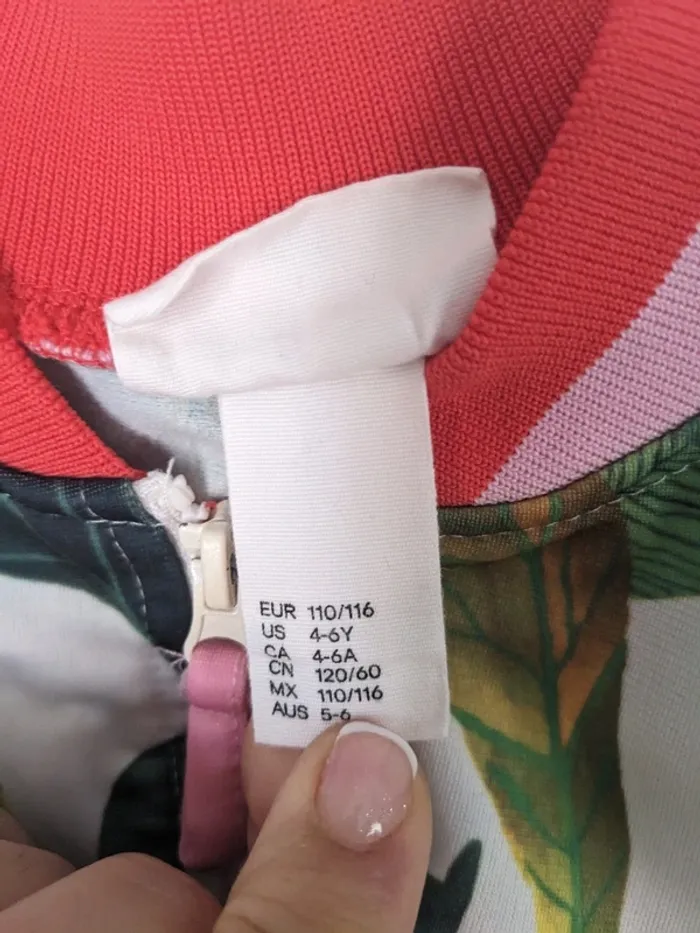 EUR 110/116
US 4-6Y
CA 4-6A
CN 120/60
MX 110/116
AUS 5-6